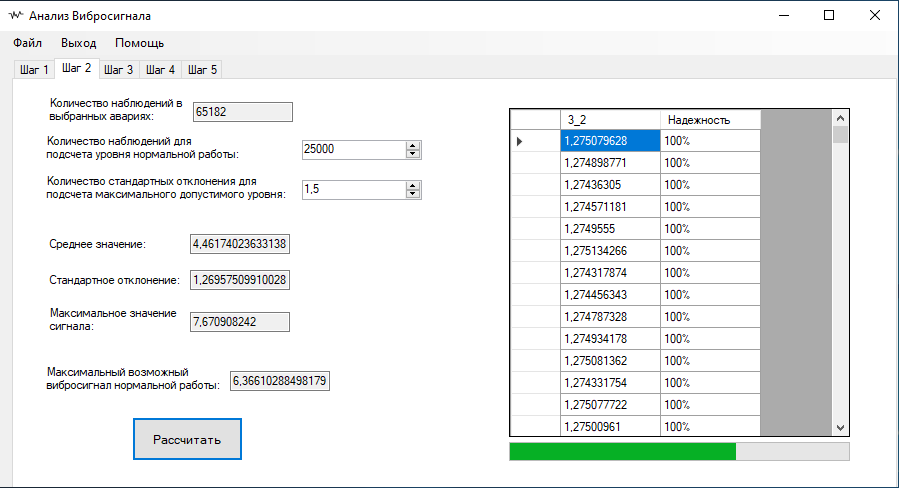 Анализ Вибросигнала
Файл Выход Помощь
Шаг 1 Шаг 2 Шаг 3 Шаг 4 Шаг 5
Количество наблюдений в
выбранных авариях:
65182
Количество наблюдений для
подсчета уровня нормальной работы:
25000
Количество стандартных отклонения для
подсчета максимального допустимого уровня:
1,5
Среднее значение:
4,46174023633138
Стандартное отклонение:
1,26957509910028
Максимальное значение
сигнала:
7,670908242
Максимальный возможный
вибросигнал нормальной работы:
6,36610288498179
Рассчитать
3_2 Надежность
1,275079628 100%
1,274898771 100%
1,27436305 100%
1,274571181 100%
1,2749555 100%
1,275134266 100%
1,274317874 100%
1,274456343 100%
1,274787328 100%
1,274934178 100%
1,275081362 100%
1,274331754 100%
1,275077722 100%
1,27500961 100%